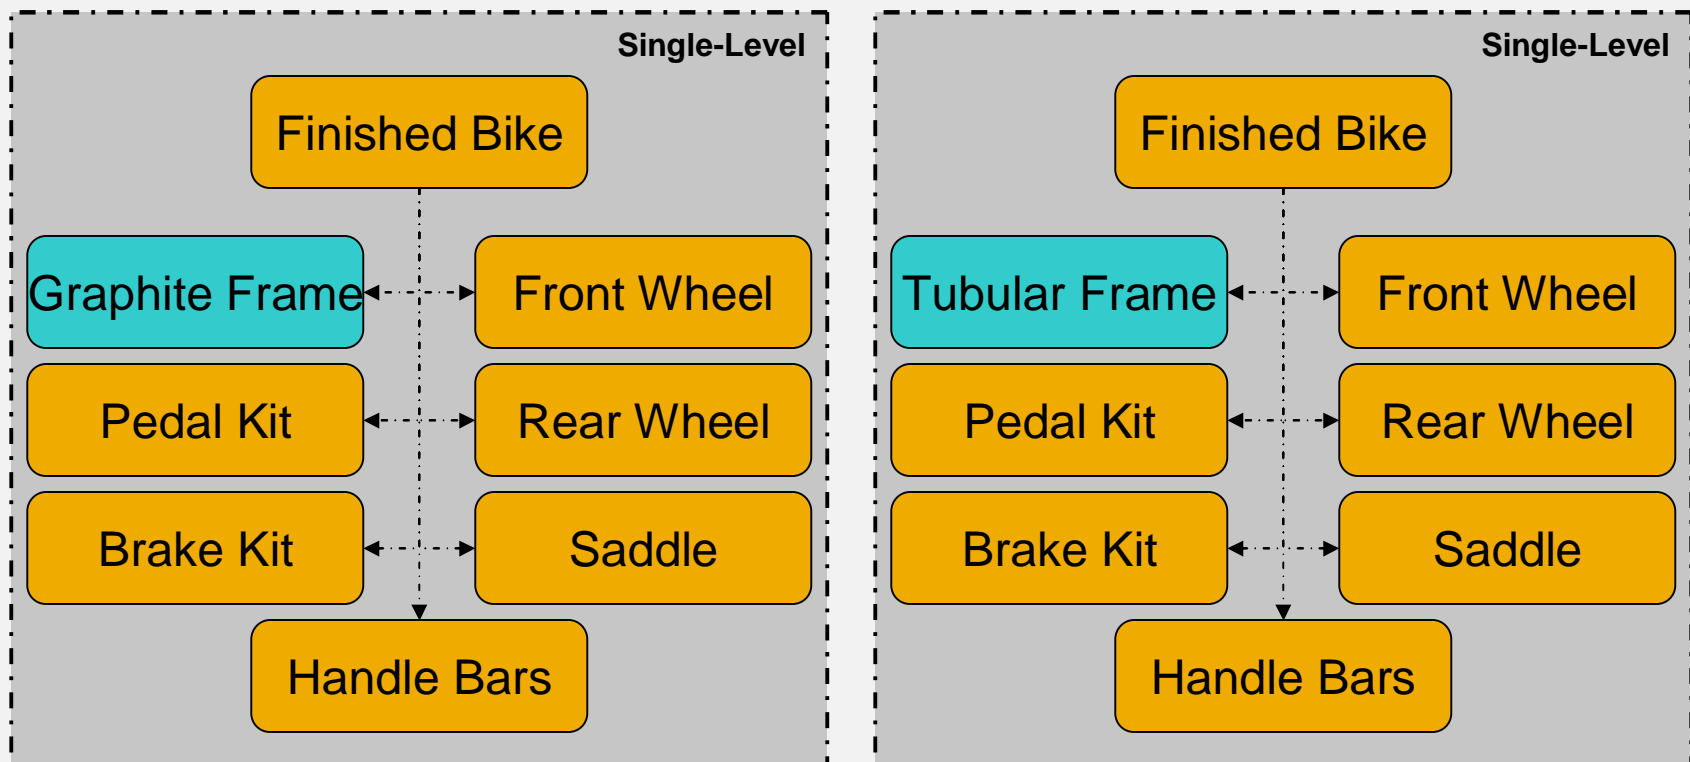 Single-Level
Finished Bike
Graphite Frame
Front Wheel
Pedal Kit
Rear Wheel
Brake Kit
Saddle
Handle Bars
Single-Level
Finished Bike
Tubular Frame
Front Wheel
Pedal Kit
Rear Wheel
Brake Kit
Saddle
Handle Bars